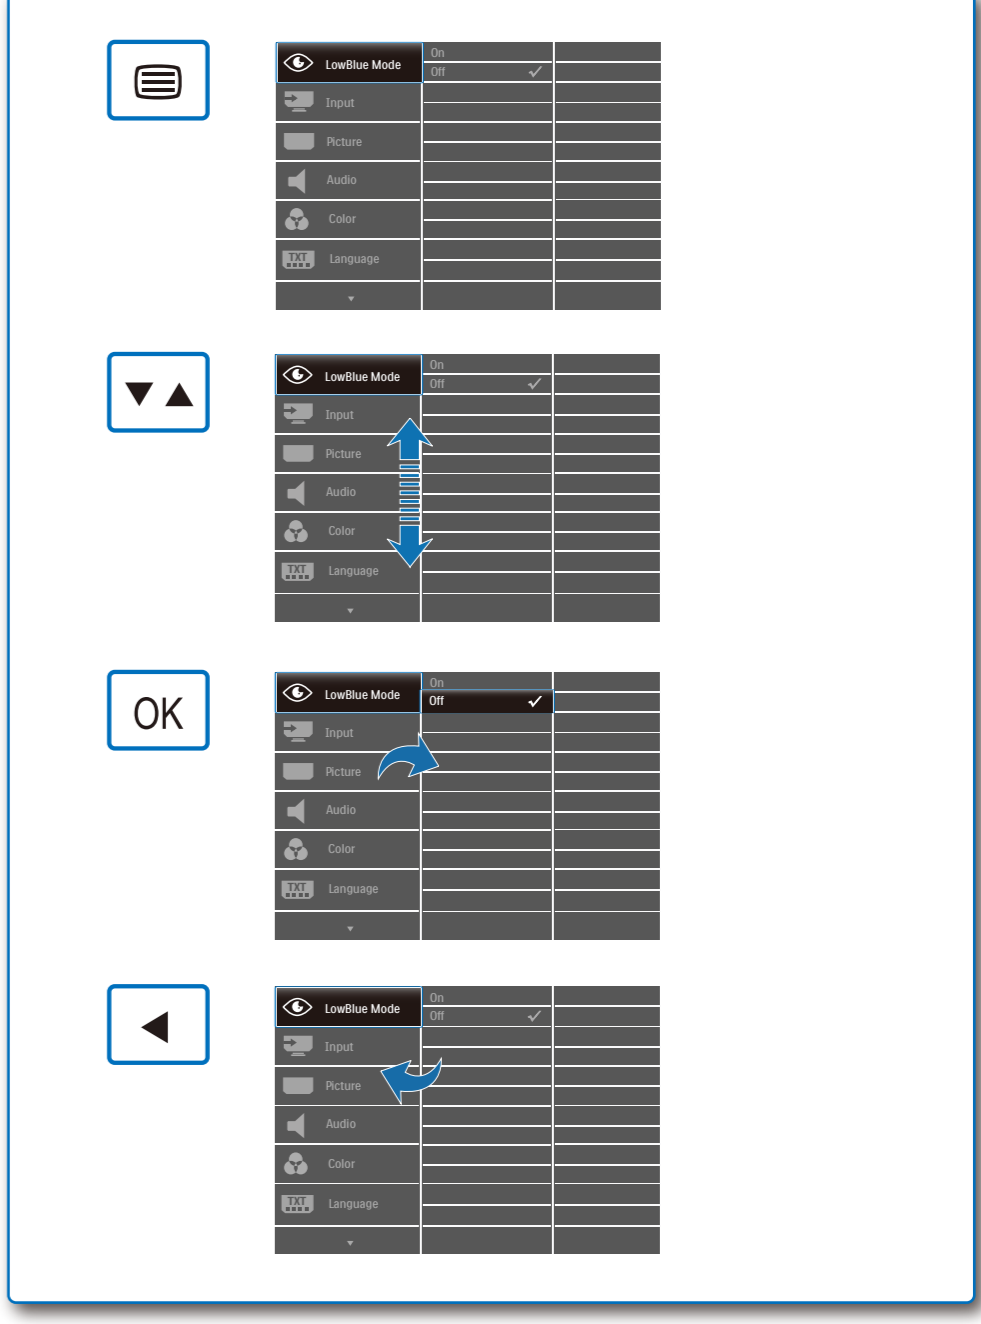 On
LowBlue Mode
Off
Input
Picture
Audio
Color
TXT
Language
On
LowBlue Mode
Off
Input
Picture
Audio
Color
TXT
Language
OK
On
LowBlue Mode
Off
Input
Picture
Audio
Color
TXT
Language
On
LowBlue Mode
Off
Input
Picture
Audio
Color
TXT
Language